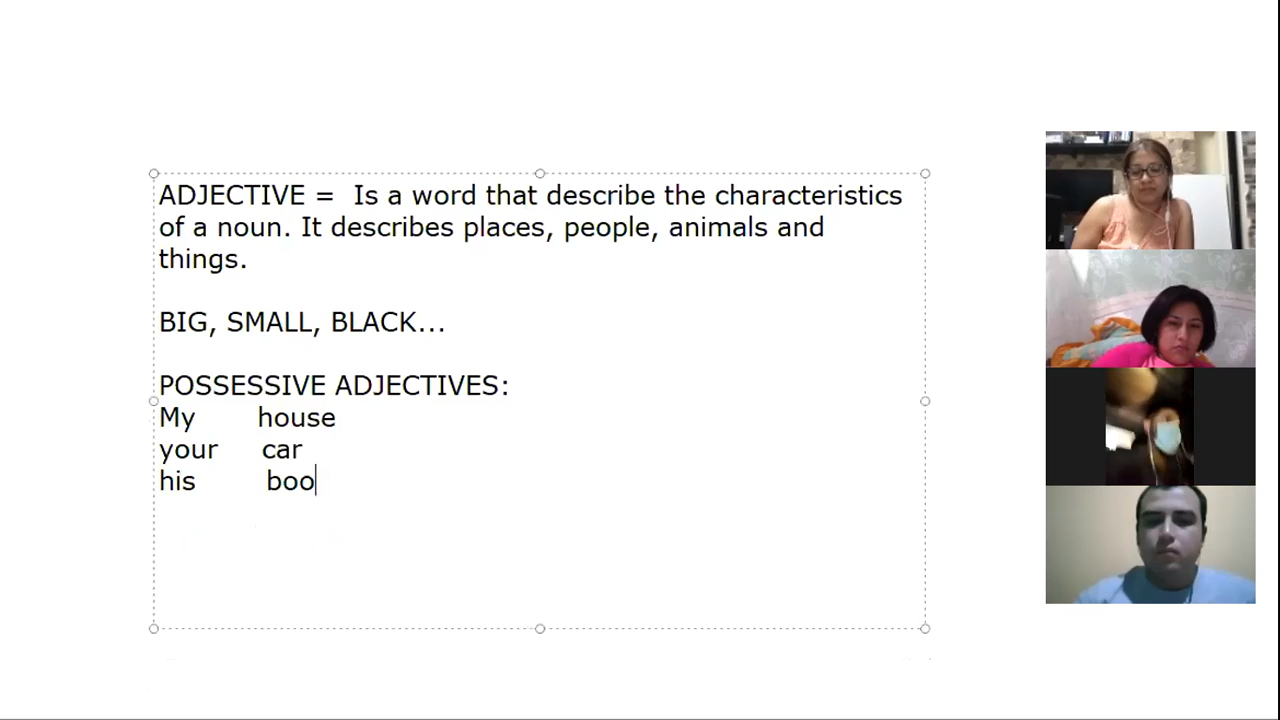 ADJECTIVE = Is a word that describe the characteristics
of a noun. It describes places, people, animals and
things.
BIG, SMALL, BLACK...
POSSESSIVE ADJECTIVES:
My house
your car
his boo